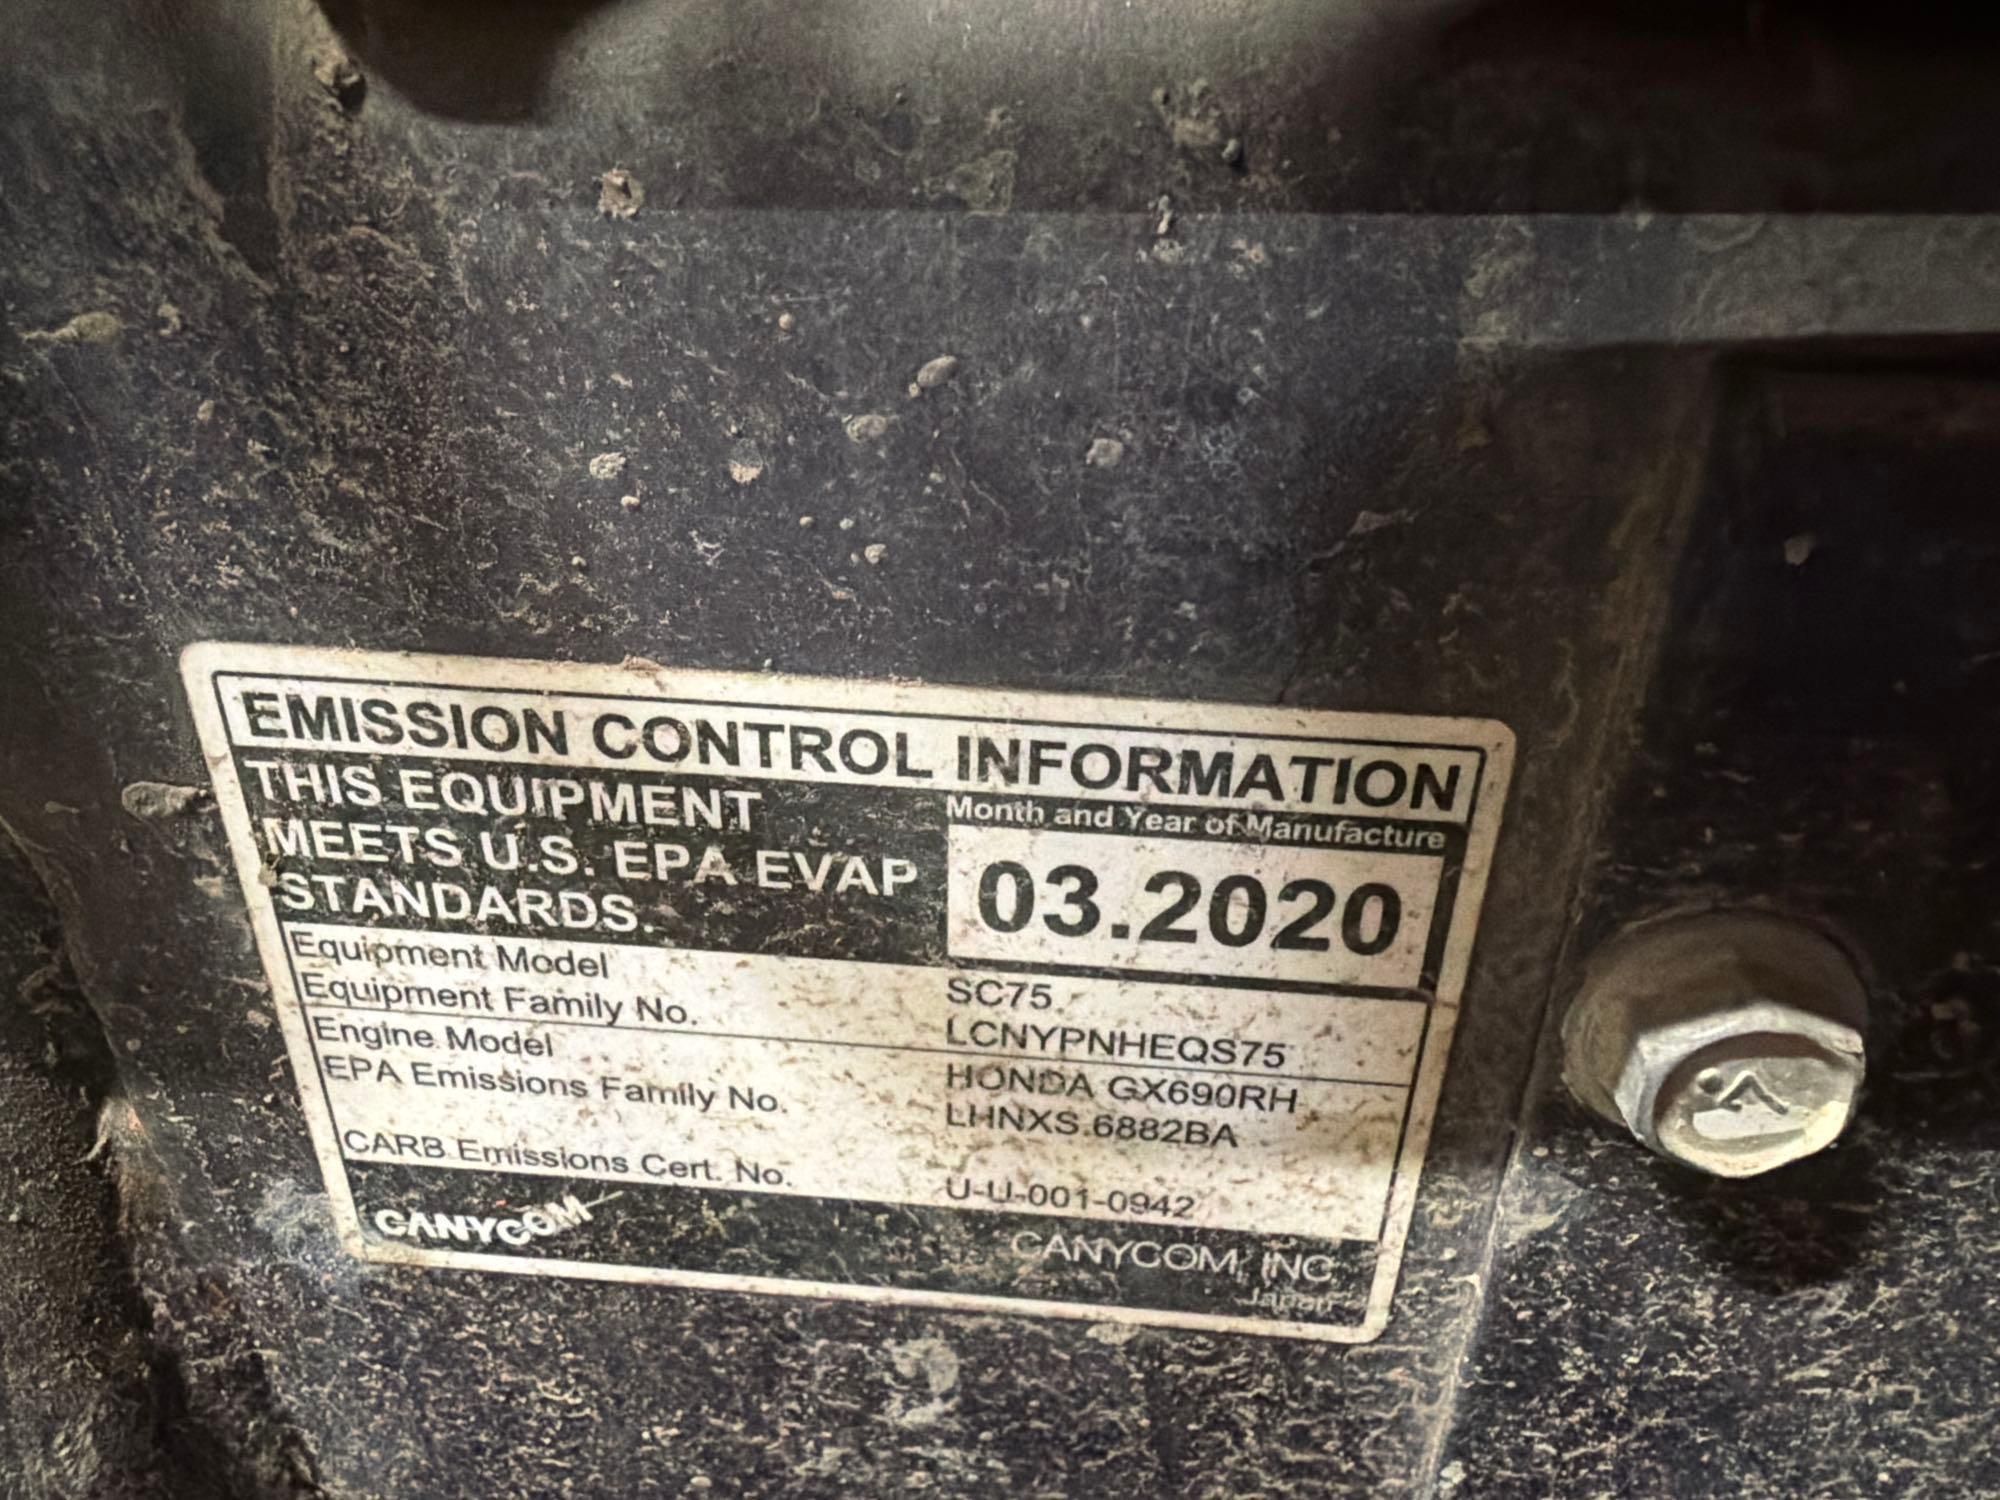 EMISSION CONTROL INFORMATION
THIS EQUIPMENT
MEETS U.S. EPA EVAP
STANDARDS.
Month and Year of Manufacture
03.2020
Equipment Model SC75
Equipment Family No. LCNYPNHEQS75
Engine Model HONDA GX690RH
EPA Emissions Family No. LHNXS.6882BA
CARB Emissions Cert. No. U-U-001-0942
CANYCOM
CANYCOM, INC
Japan